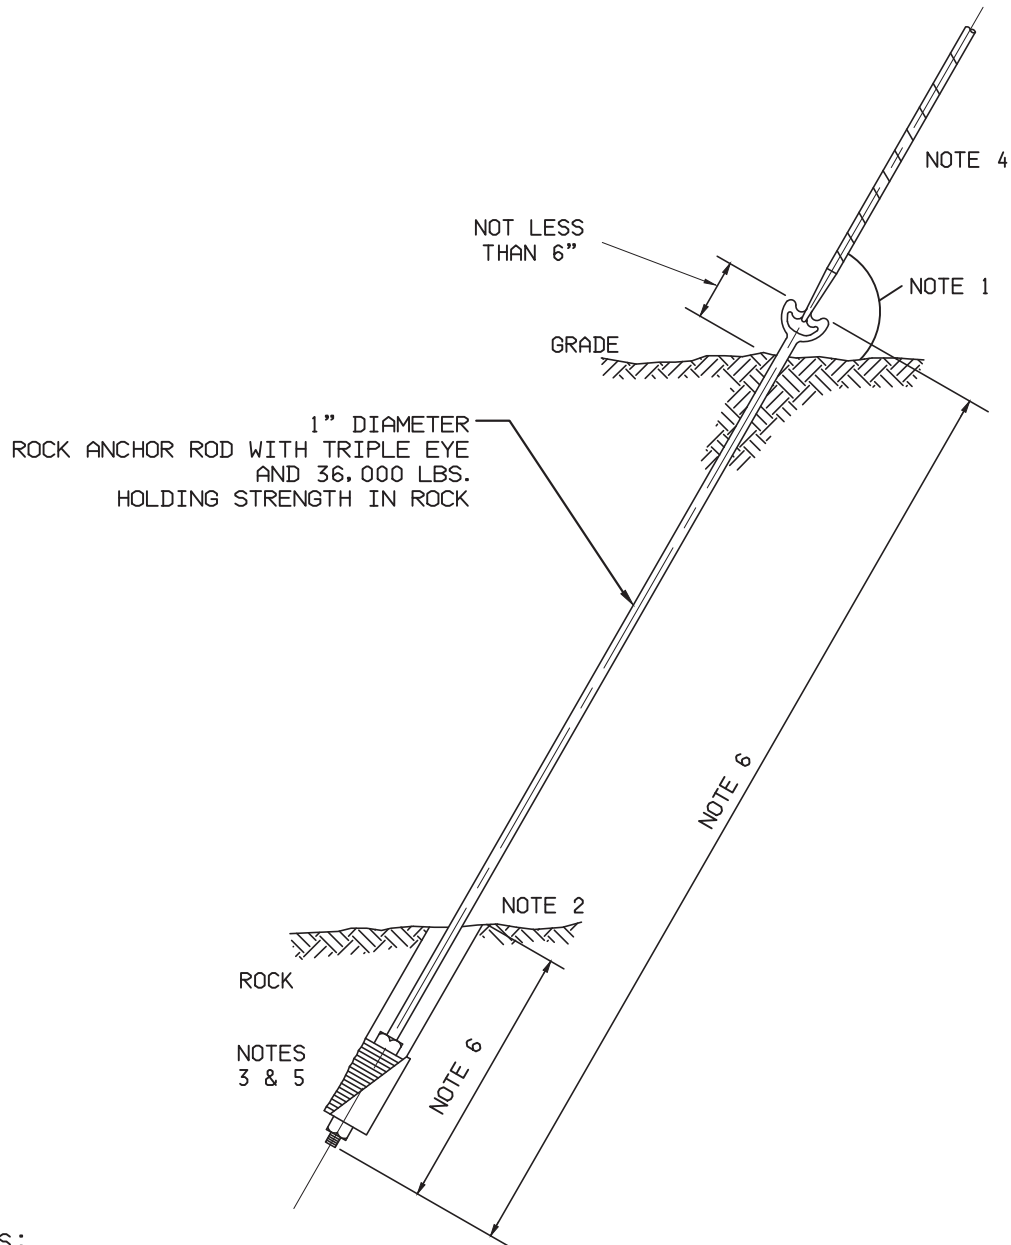 NOTE 4
NOT LESS
THAN 6”
NOTE 1
GRADE
1” DIAMETER
ROCK ANCHOR ROD WITH TRIPLE EYE
AND 36,000 LBS.
HOLDING STRENGTH IN ROCK
NOTE 6
NOTE 2
ROCK
NOTES
3 & 5
NOTE 6